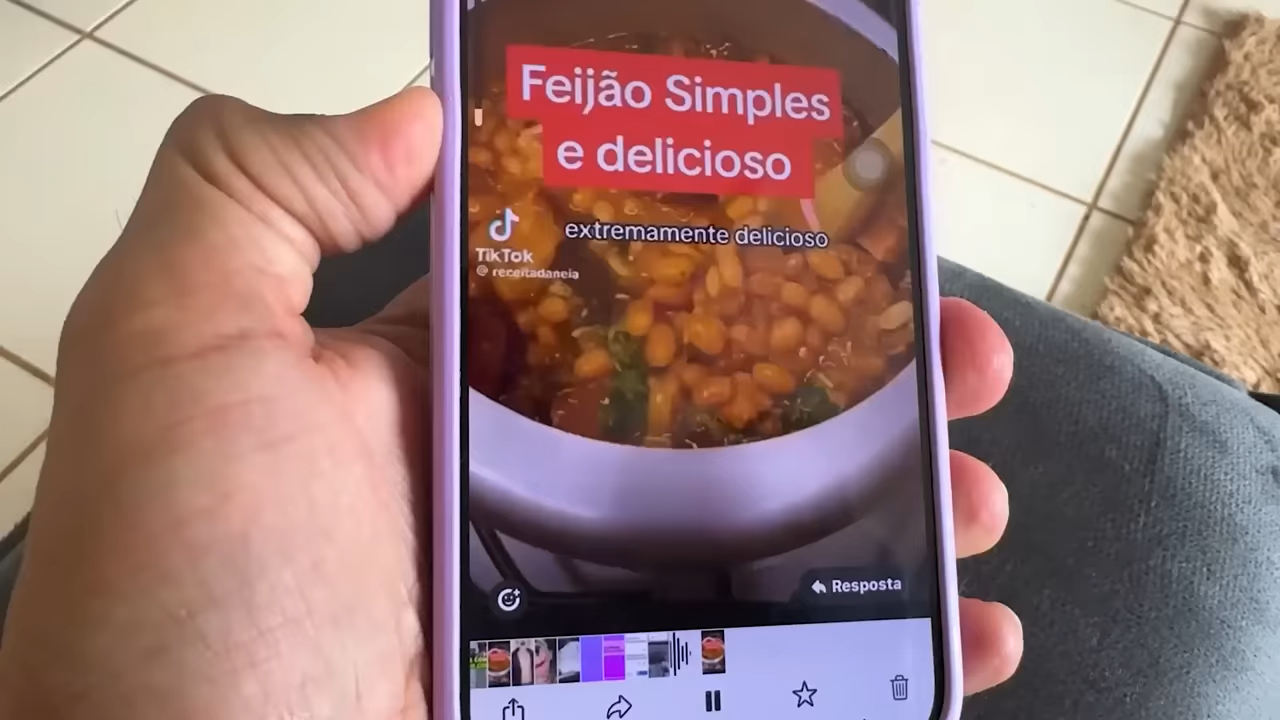 Feijão Simples
e delicioso
extremamente delicioso
TikTok
@ receitadaneia
Resposta